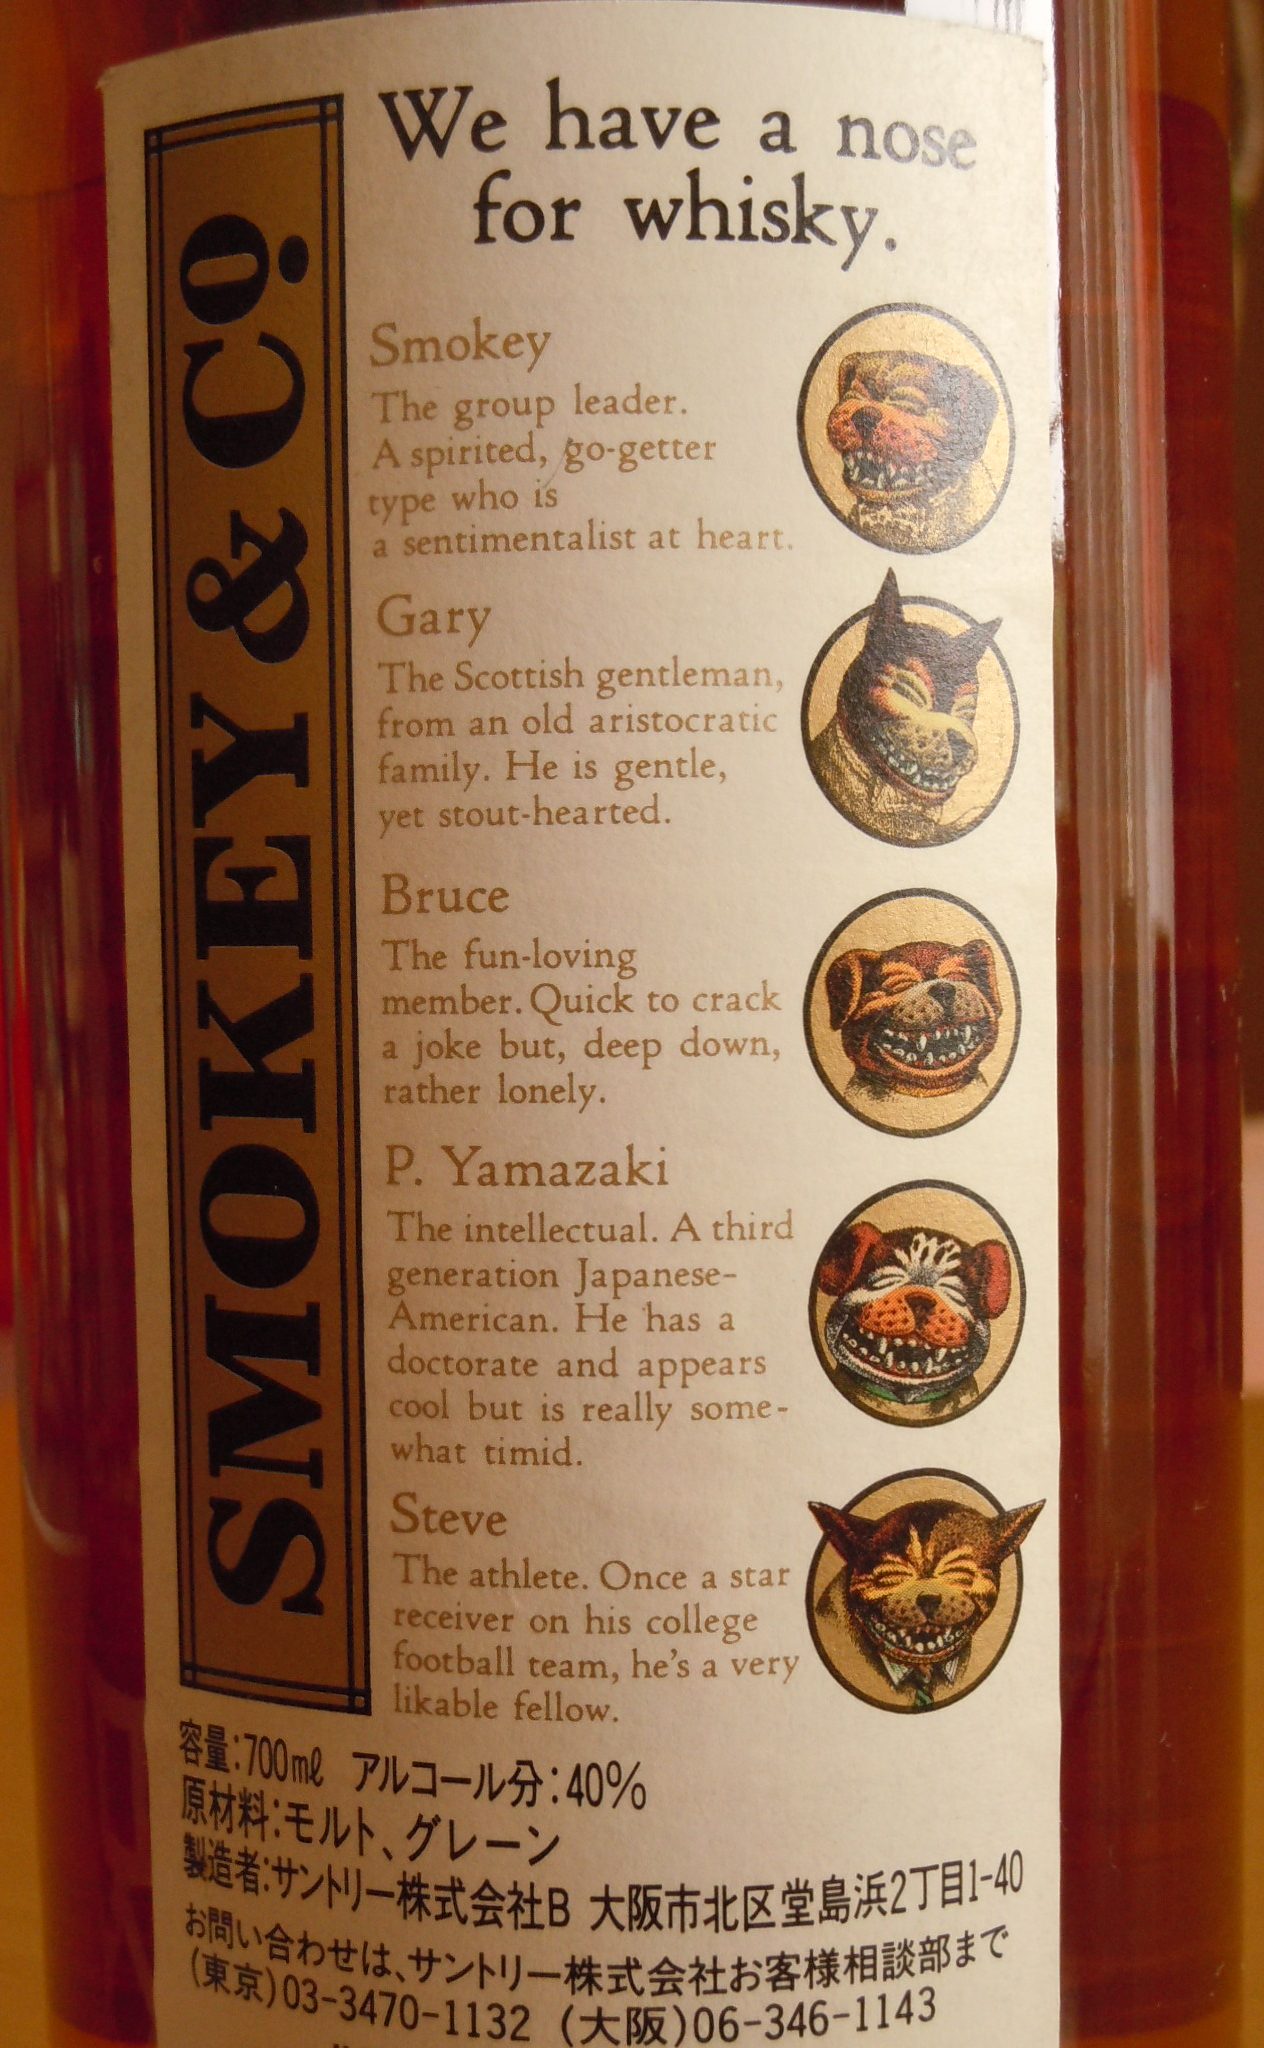 We have a nose
for whisky.
SMOKEY & CO.
Smokey
The group leader.
A spirited, go-getter
type who is
a sentimentalist at heart.
Gary
The Scottish gentleman,
from an old aristocratic
family. He is gentle,
yet stout-hearted.
Bruce
The fun-loving
member. Quick to crack
a joke but, deep down,
rather lonely.
P. Yamazaki
The intellectual. A third
generation Japanese-
American. He has a
doctorate and appears
cool but is really some-
what timid.
Steve
The athlete. Once a star
receiver on his college
football team, he's a very
likable fellow.
容量:700ml アルコール分:40%
原材料:モルト、グレーン
製造者:サントリー株式会社B 大阪市北区堂島浜2丁目1-40
お問い合わせは、サントリー株式会社お客様相談部まで
(東京)03-3470-1132 (大阪)06-346-1143